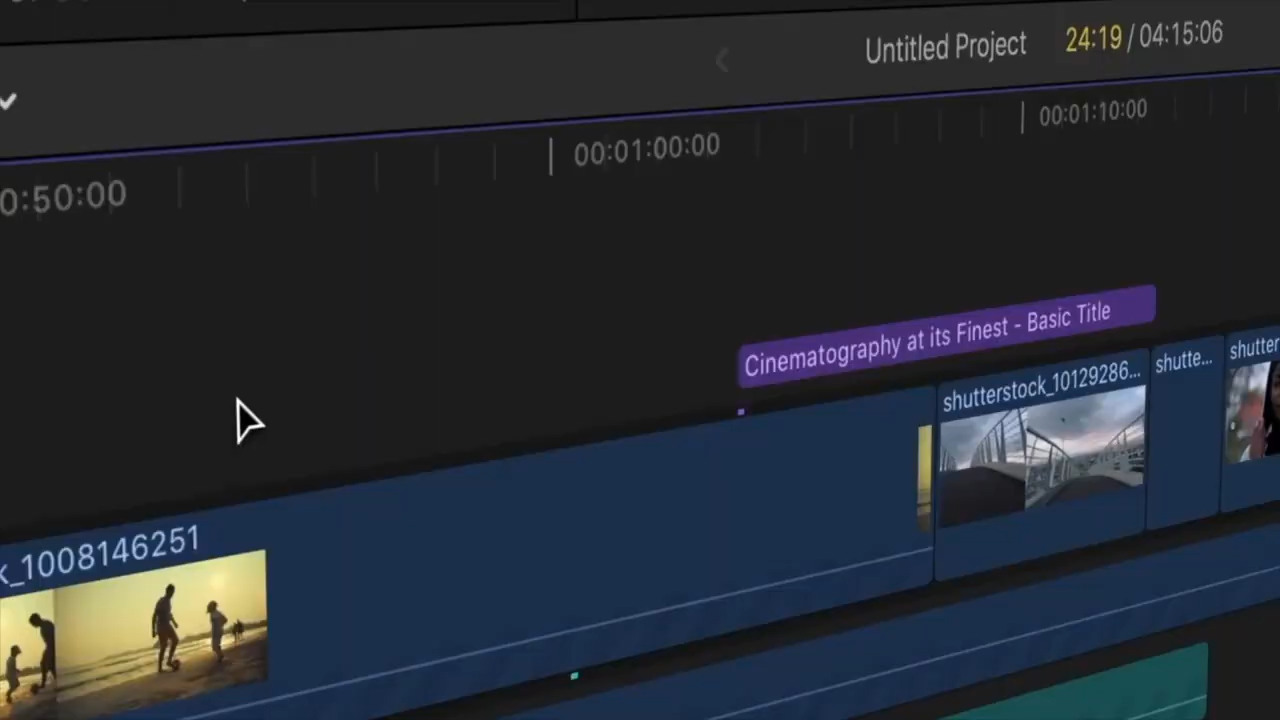 Untitled Project 24:19 / 04:15:06
0:50:00 00:01:00:00 00:01:10:00
Cinematography at its Finest - Basic Title
k_1008146251 shutterstock_10129286... shutte... shutter